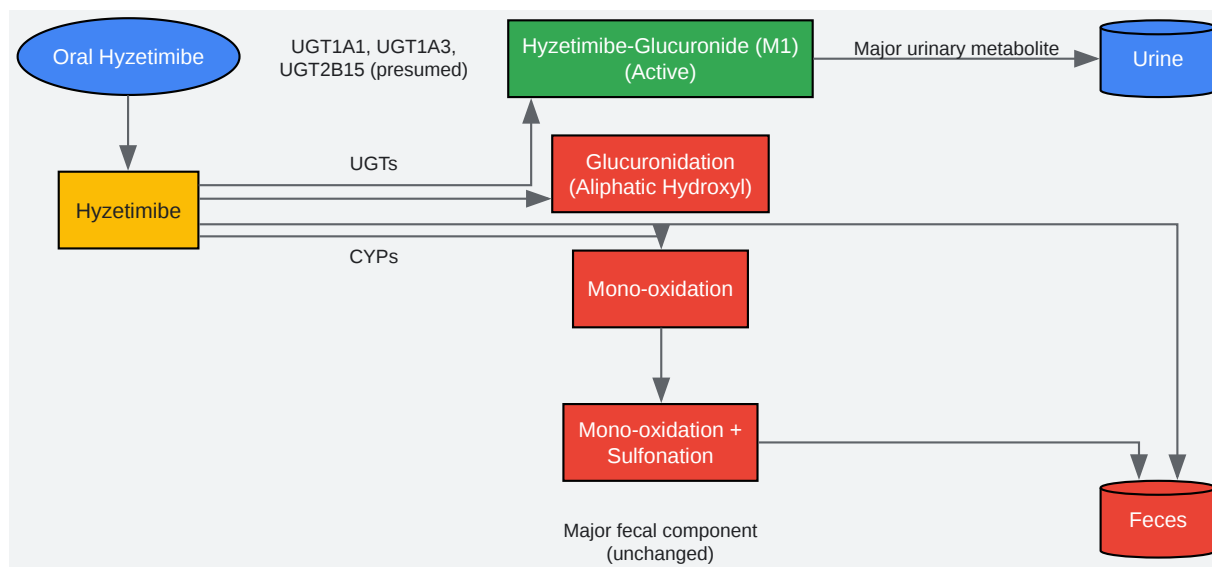 Oral Hyzetimibe
UGT1A1, UGT1A3,
UGT2B15 (presumed)
Hyzetimibe-Glucuronide (M1)
(Active)
Major urinary metabolite
Urine
UGTs
Glucuronidation
(Aliphatic Hydroxyl)
Hyzetimibe
CYPs
Mono-oxidation
Mono-oxidation +
Sulfonation
Feces
Major fecal component
(unchanged)